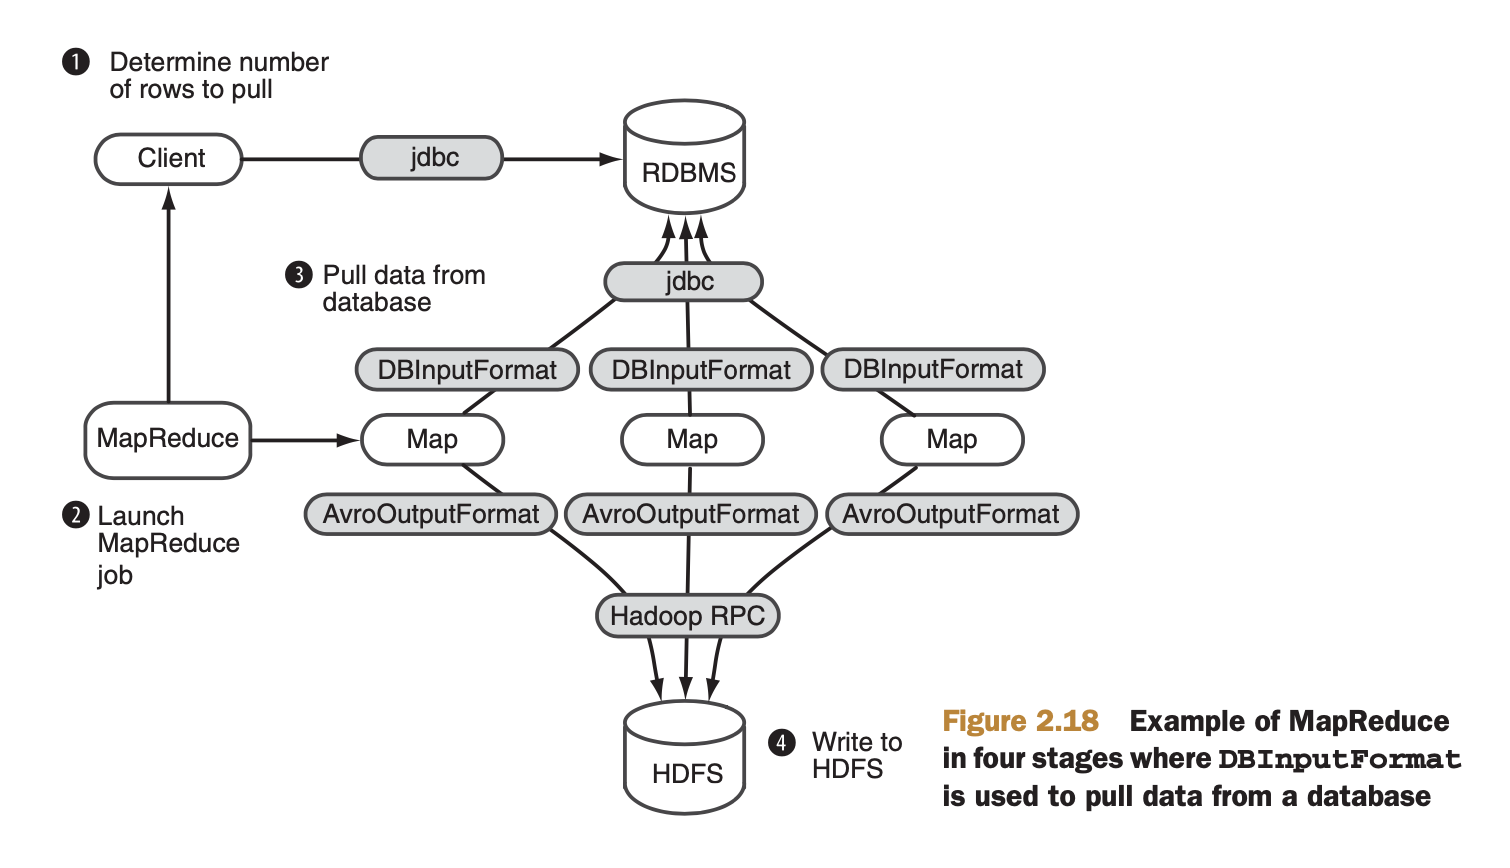 1 Determine number
of rows to pull
Client
jdbc
RDBMS
3 Pull data from
database
jdbc
DBInputFormat DBInputFormat DBInputFormat
MapReduce
Map Map Map
2 Launch
MapReduce
job
AvroOutputFormat AvroOutputFormat AvroOutputFormat
Hadoop RPC
HDFS
4 Write to
HDFS
Figure 2.18 Example of MapReduce
in four stages where DBInputFormat
is used to pull data from a database